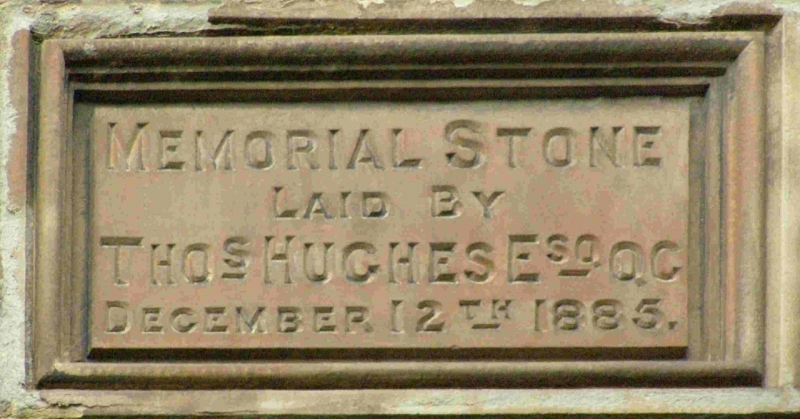 MEMORIAL STONE
LAID BY
THOS HUGHES ESQ Q.C
DECEMBER 12TH 1885.